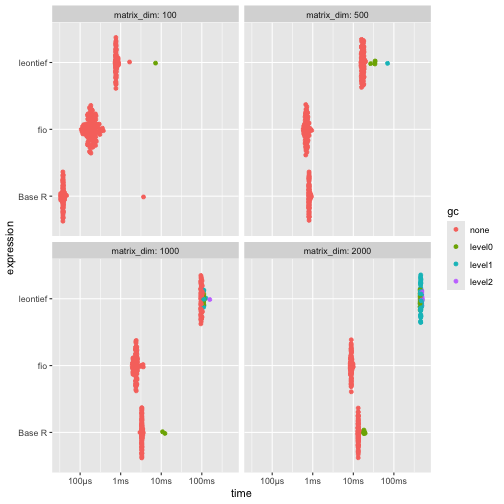 matrix_dim: 100
matrix_dim: 500
leontief
fio
Base R
matrix_dim: 1000
matrix_dim: 2000
leontief
fio
Base R
100µs
1ms
10ms
100ms
100µs
1ms
10ms
100ms
time
expression
gc
none
level0
level1
level2